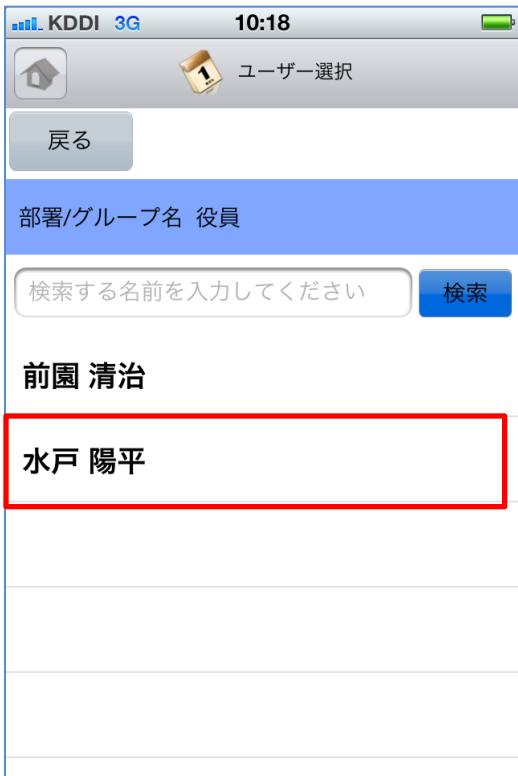 KDDI 3G 10:18
1
ユーザー選択
戻る
部署/グループ名 役員
検索する名前を入力してください 検索
前園 清治
水戸 陽平